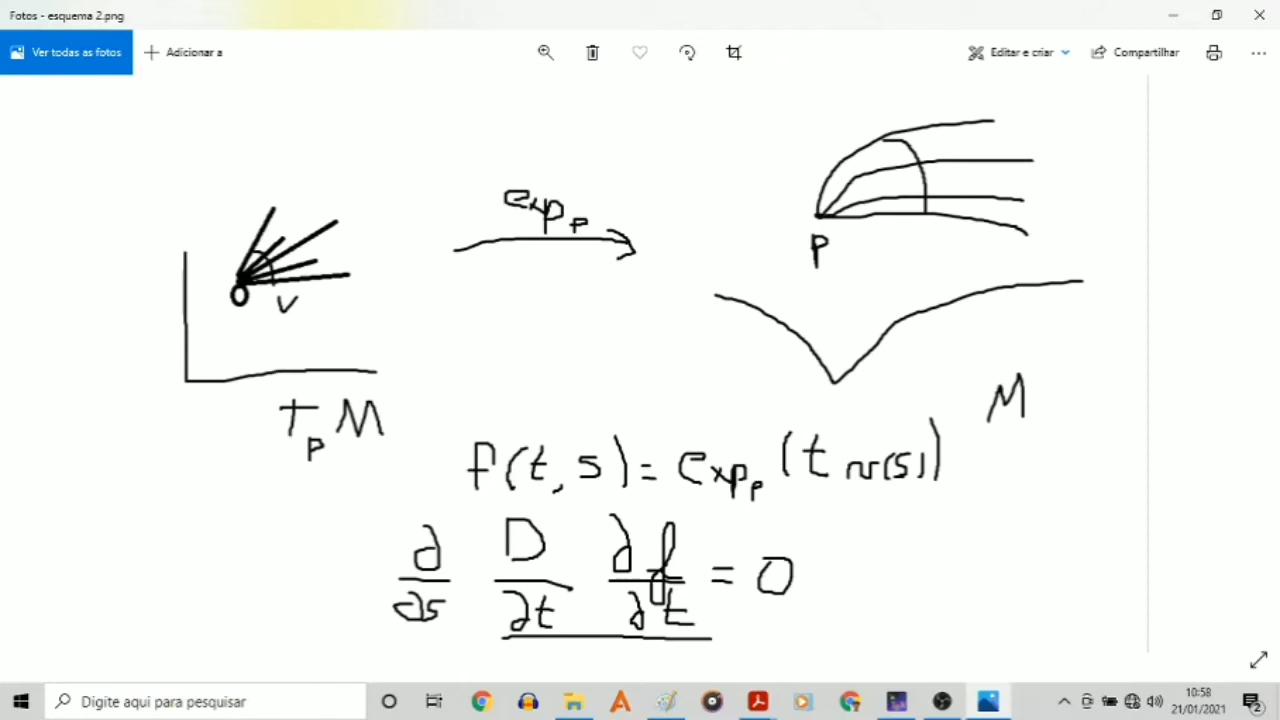 Fotos - esquema 2.png
Ver todas as fotos
Adicionar a
Editar e criar
Compartilhar
exp_p
P
O
V
T_p M
M
f(t, s) = exp_p (t v(s))
∂/∂s D/∂t ∂f/∂t = 0
Digite aqui para pesquisar
10:58
21/01/2021
2